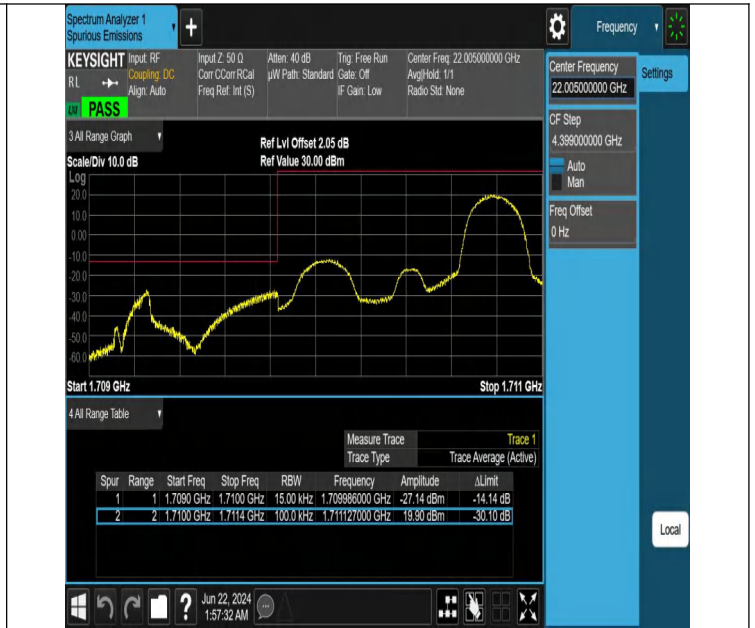 Spectrum Analyzer 1
Spurious Emissions
Frequency
KEYSIGHT
Input: RF
Input Z: 50 Ω
Atten: 40 dB
Trig: Free Run
Center Freq: 22.005000000 GHz
RL
Coupling: DC
Corr CCorr RCal
µW Path: Standard
Gate: Off
Avg|Hold: 1/1
Align: Auto
Freq Ref: Int (S)
IF Gain: Low
Radio Std: None
LXI
PASS
Center Frequency
22.005000000 GHz
Settings
CF Step
4.399000000 GHz
Auto
Man
Freq Offset
0 Hz
3 All Range Graph
Scale/Div 10.0 dB
Ref Lvl Offset 2.05 dB
Ref Value 30.00 dBm
Log
20.0
10.0
0.00
-10.0
-20.0
-30.0
-40.0
-50.0
-60.0
Start 1.709 GHz
Stop 1.711 GHz
4 All Range Table
Measure Trace Trace 1
Trace Type Trace Average (Active)
Spur Range Start Freq Stop Freq RBW Frequency Amplitude ΔLimit
1 1 1.7090 GHz 1.7100 GHz 15.00 kHz 1.709986000 GHz -27.14 dBm -14.14 dB
2 2 1.7100 GHz 1.7114 GHz 100.0 kHz 1.711127000 GHz 19.90 dBm -30.10 dB
Local
?
Jun 22, 2024
1:57:32 AM